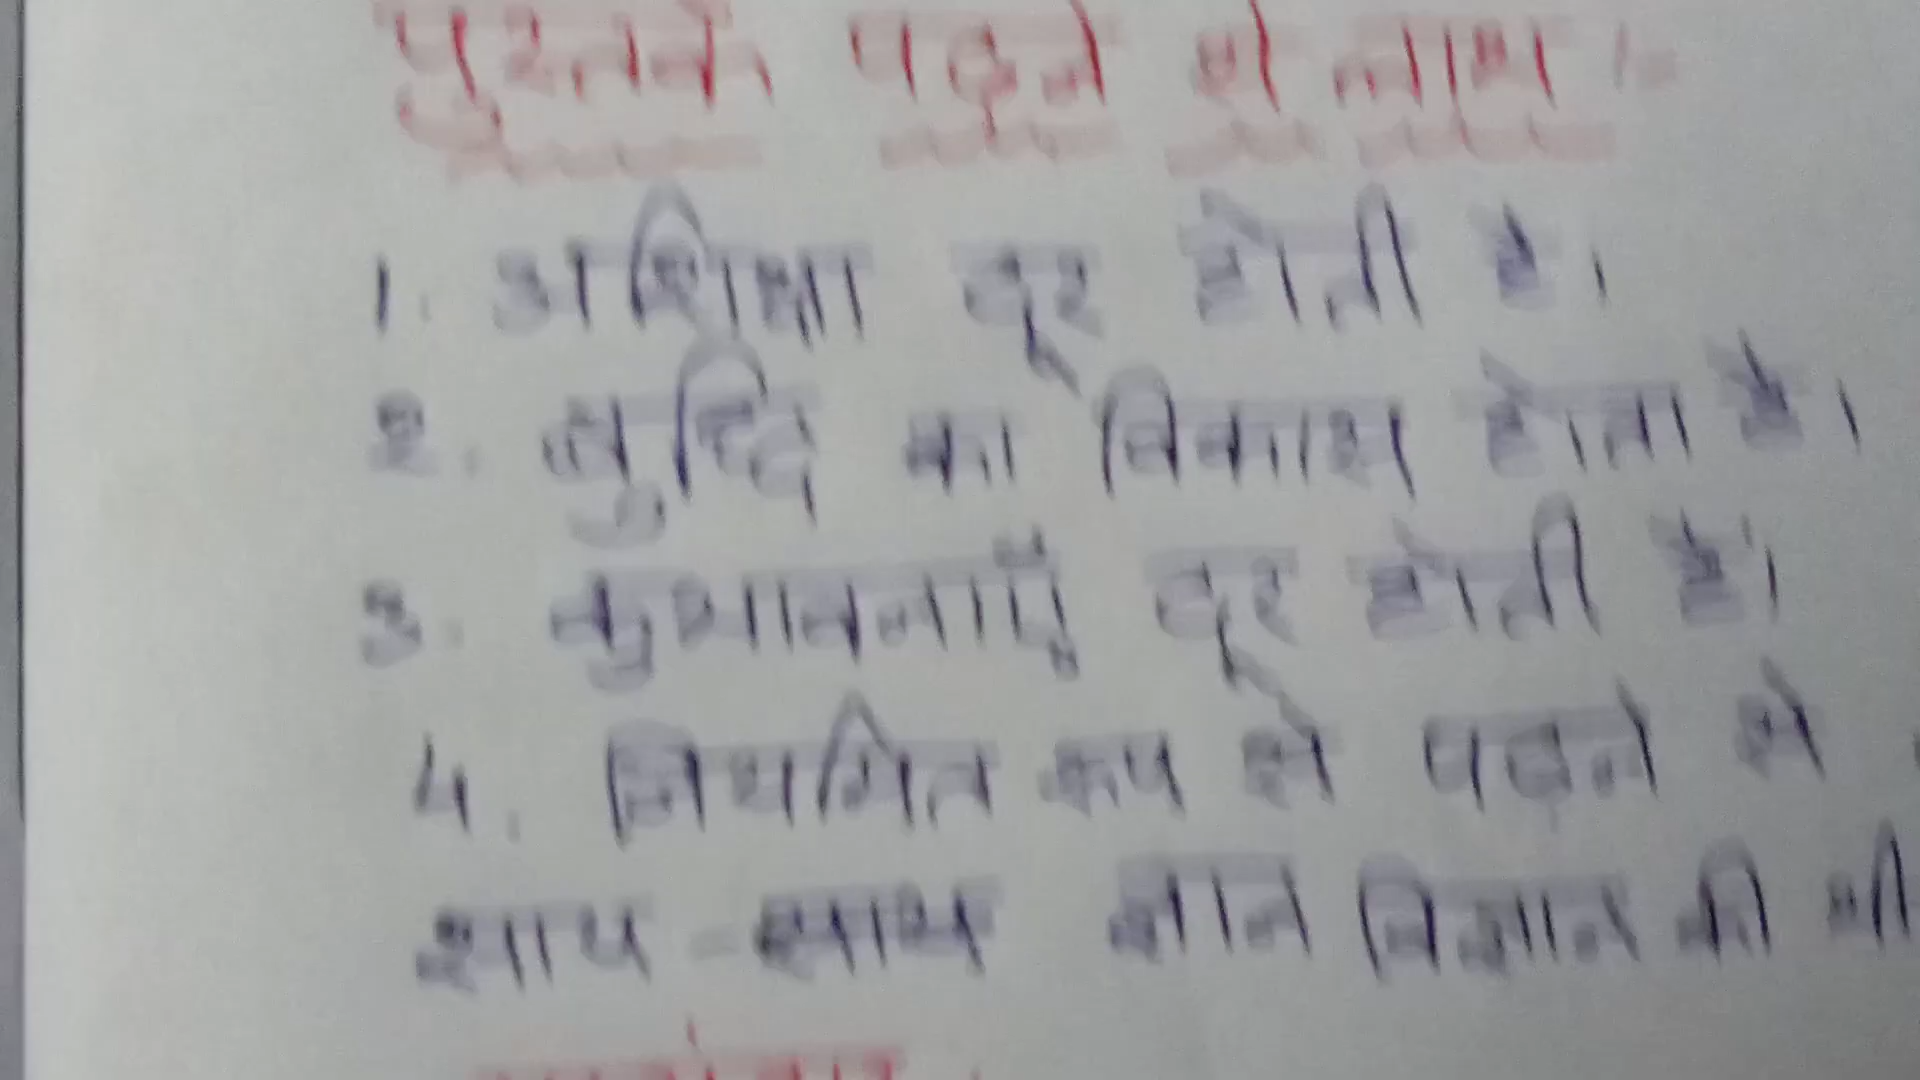 पुस्तकें पढ़ने से लाभ :-
1. अशिक्षा दूर होती है।
2. बुद्धि का विकाश होता है।
3. कुभावनाएँ दूर होती हैं।
4. नियमित रूप से पढ़ने से
साथ - साथ ज्ञान विज्ञान की भी